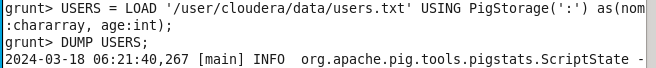 grunt> USERS = LOAD '/user/cloudera/data/users.txt' USING PigStorage(':') as(nom
:chararray, age:int);
grunt> DUMP USERS;
2024-03-18 06:21:40,267 [main] INFO  org.apache.pig.tools.pigstats.ScriptState -